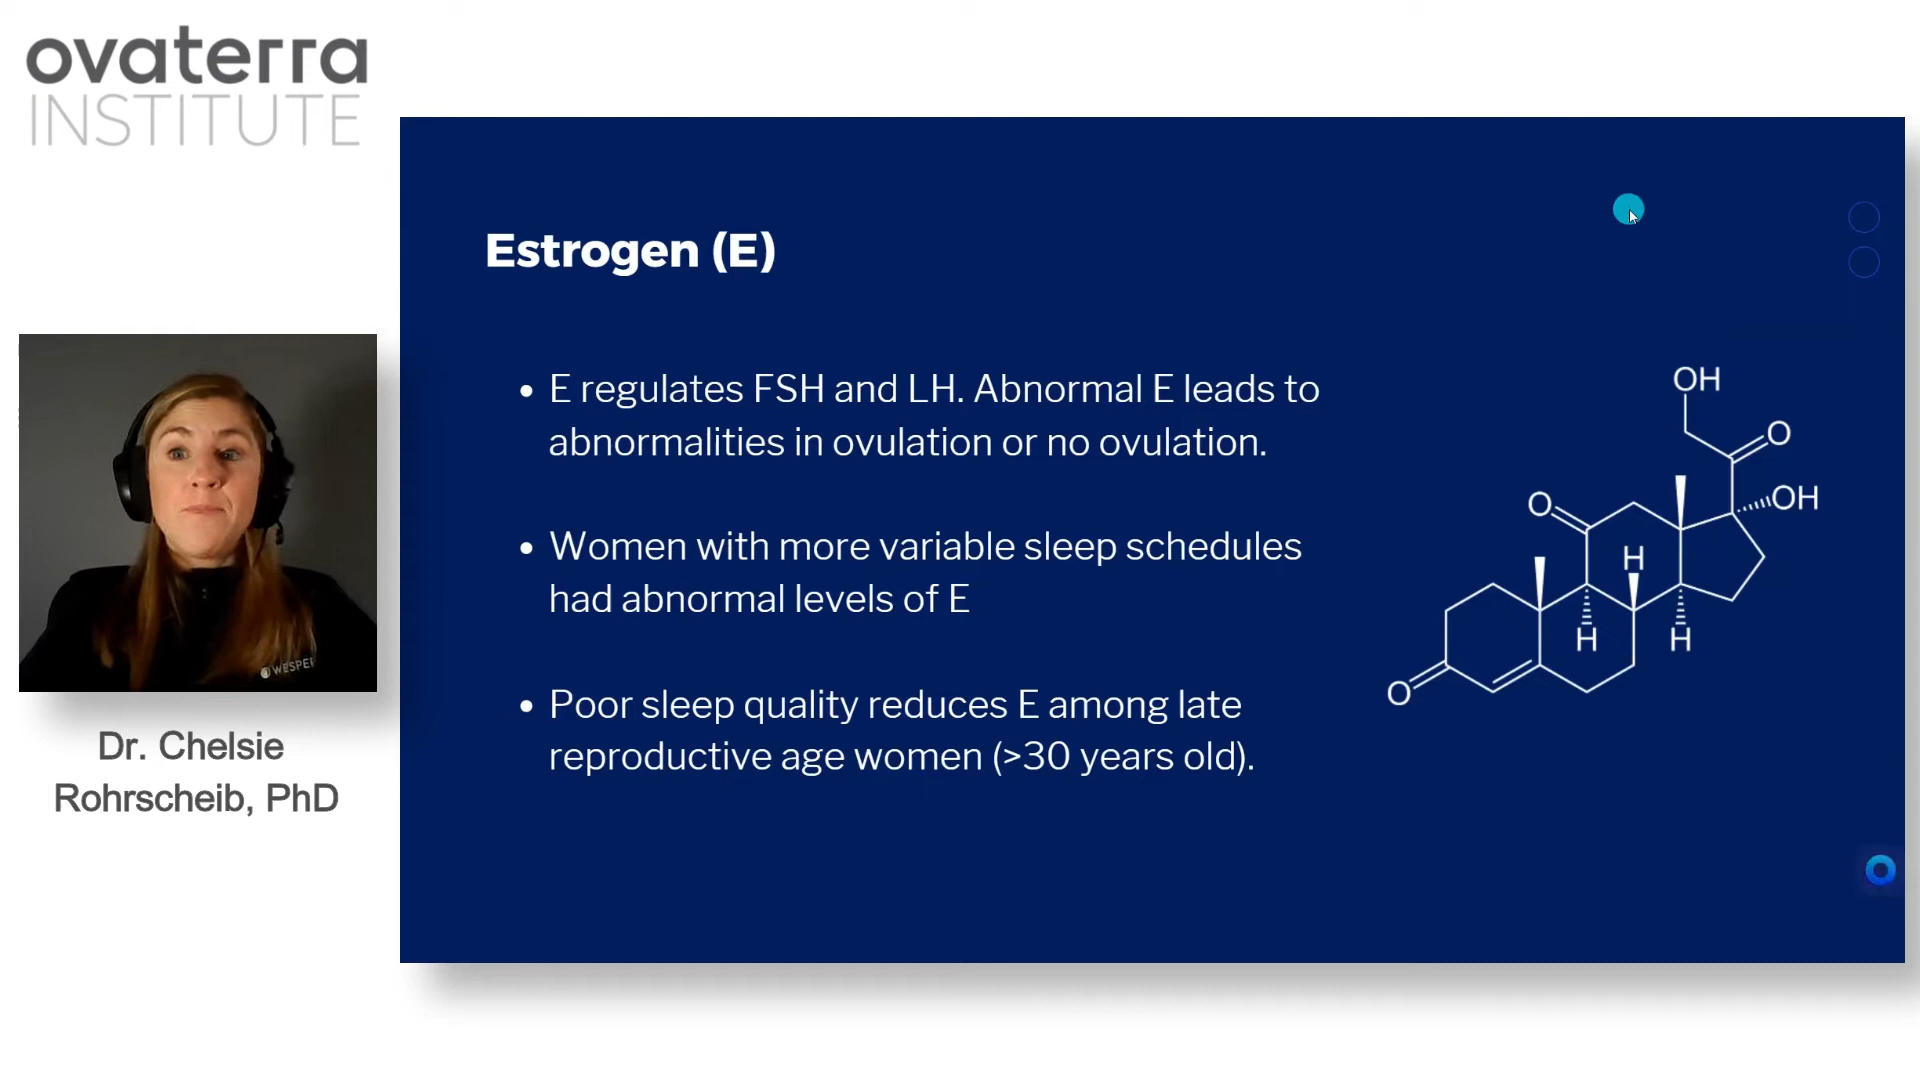 ovaterra
INSTITUTE
Estrogen (E)
• E regulates FSH and LH. Abnormal E leads to
abnormalities in ovulation or no ovulation.
• Women with more variable sleep schedules
had abnormal levels of E
• Poor sleep quality reduces E among late
reproductive age women (>30 years old).
OH
O
OH
O
H
H
H
O
WESPER
Dr. Chelsie
Rohrscheib, PhD